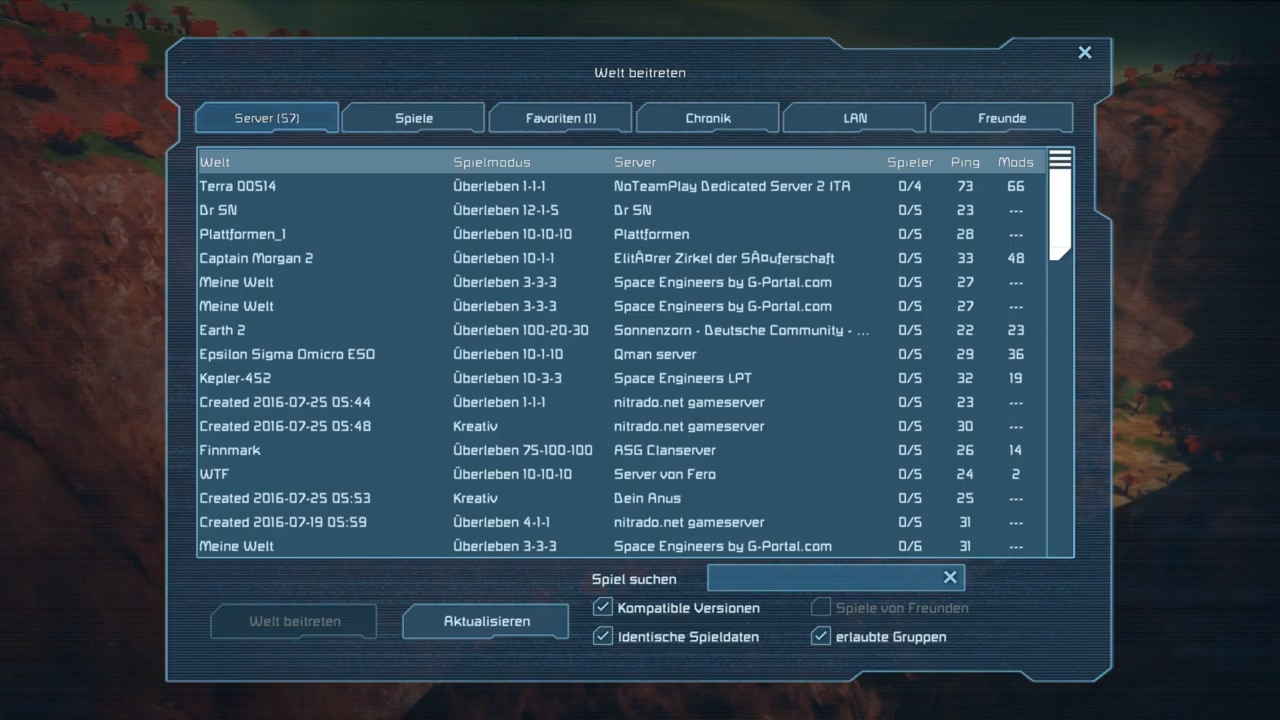 Welt beitreten
Server (57) Spiele Favoriten (1) Chronik LAN Freunde
Welt Spielmodus Server Spieler Ping Mods
Terra 00514 Überleben 1-1-1 NoTeamPlay Dedicated Server 2 ITA 0/4 73 66
Dr SN Überleben 12-1-5 Dr SN 0/5 23 ---
Plattformen_1 Überleben 10-10-10 Plattformen 0/5 28 ---
Captain Morgan 2 Überleben 10-1-1 ElitÃ¤rer Zirkel der SÃ¤uferschaft 0/5 33 48
Meine Welt Überleben 3-3-3 Space Engineers by G-Portal.com 0/5 27 ---
Meine Welt Überleben 3-3-3 Space Engineers by G-Portal.com 0/5 27 ---
Earth 2 Überleben 100-20-30 Sonnenzorn - Deutsche Community - ... 0/5 22 23
Epsilon Sigma Omicro ESO Überleben 10-1-10 Qman server 0/5 29 36
Kepler-452 Überleben 10-3-3 Space Engineers LPT 0/5 32 19
Created 2016-07-25 05:44 Überleben 1-1-1 nitrado.net gameserver 0/5 23 ---
Created 2016-07-25 05:48 Kreativ nitrado.net gameserver 0/5 30 ---
Finnmark Überleben 75-100-100 ASG Clanserver 0/5 26 14
WTF Überleben 10-10-10 Server von Fero 0/5 24 2
Created 2016-07-25 05:53 Kreativ Dein Anus 0/5 25 ---
Created 2016-07-19 05:59 Überleben 4-1-1 nitrado.net gameserver 0/5 31 ---
Meine Welt Überleben 3-3-3 Space Engineers by G-Portal.com 0/6 31 ---
Spiel suchen
Welt beitreten Aktualisieren Kompatible Versionen Spiele von Freunden
Identische Spieldaten erlaubte Gruppen